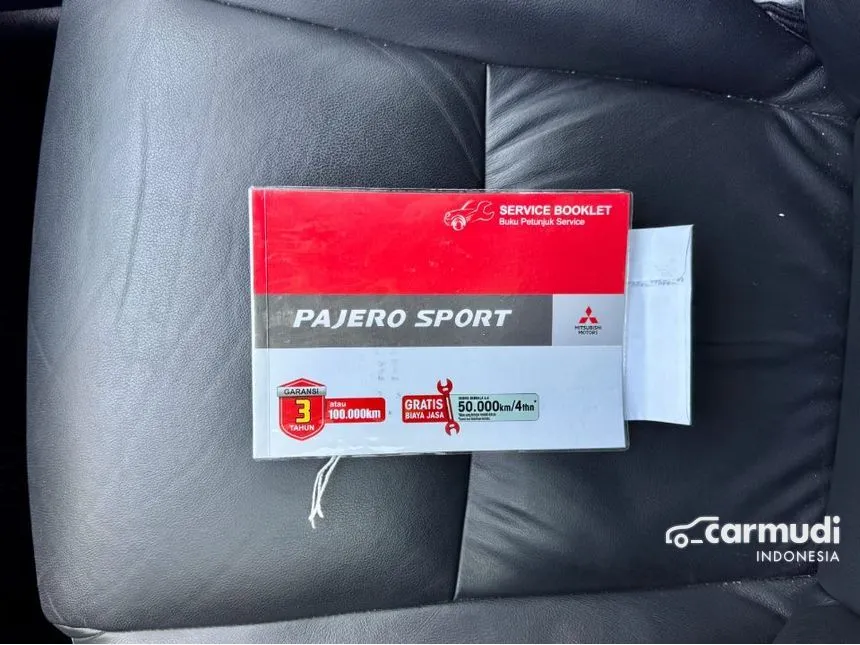 SERVICE BOOKLET
Buku Petunjuk Service
PAJERO SPORT
MITSUBISHI
MOTORS
GARANSI
3
TAHUN
atau
100.000km
GRATIS
BIAYA JASA
50.000km/4thn*
carmudi
INDONESIA